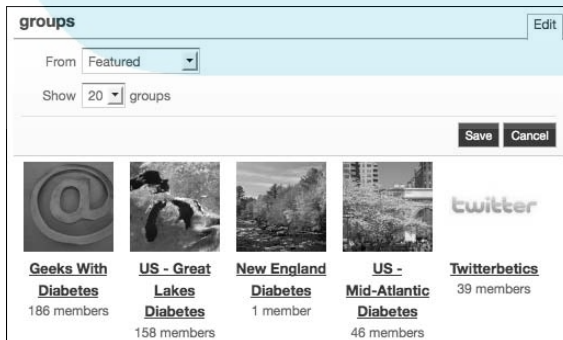 groups
Edit
From Featured
Show 20 groups
Save Cancel
@
twitter
Geeks With
Diabetes
186 members
US - Great
Lakes
Diabetes
158 members
New England
Diabetes
1 member
US -
Mid-Atlantic
Diabetes
46 members
Twitterbetics
39 members